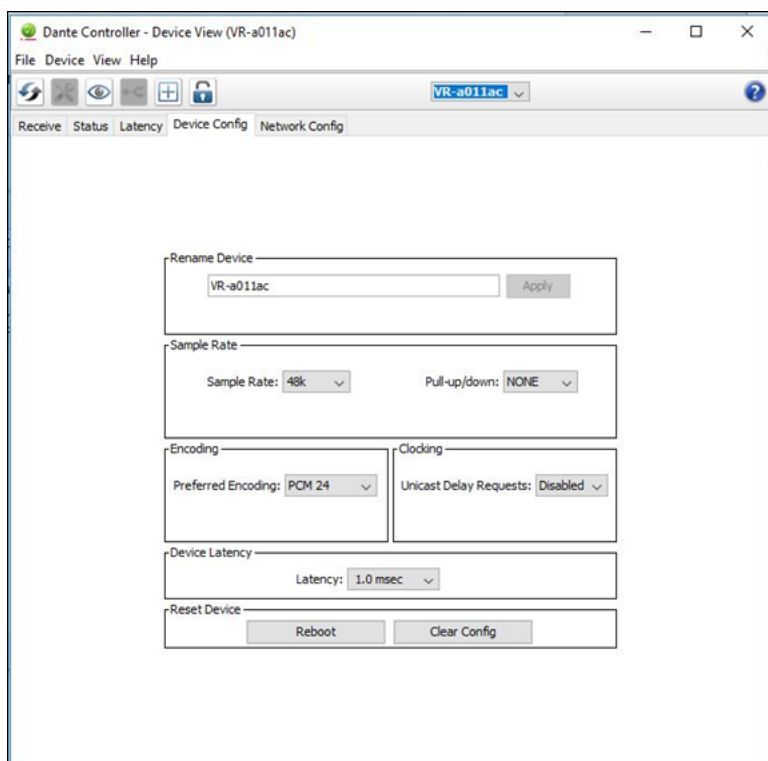 Dante Controller - Device View (VR-a011ac)
File Device View Help
VR-a011ac
?
Receive Status Latency Device Config Network Config
Rename Device
VR-a011ac Apply
Sample Rate
Sample Rate: 48k Pull-up/down: NONE
Encoding Clocking
Preferred Encoding: PCM 24 Unicast Delay Requests: Disabled
Device Latency
Latency: 1.0 msec
Reset Device
Reboot Clear Config